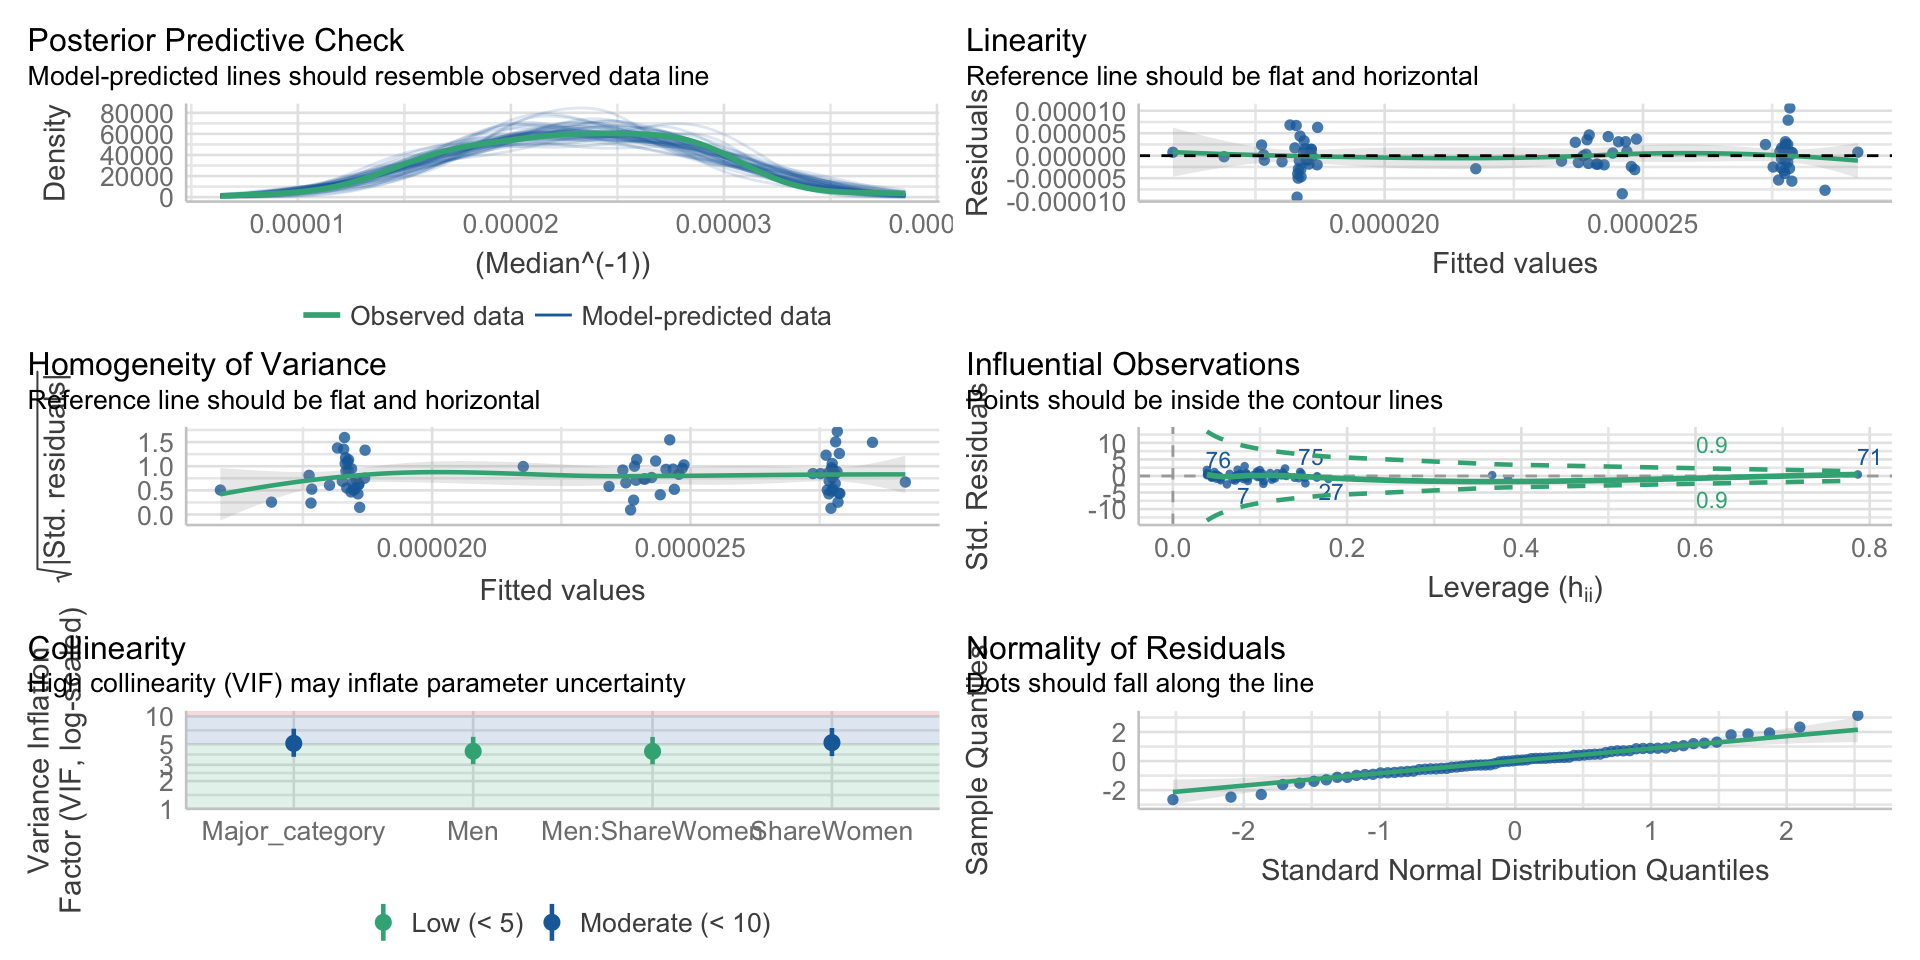 Posterior Predictive Check
Model-predicted lines should resemble observed data line
Density
80000
60000
40000
20000
0
0.00001
0.00002
0.00003
0.000
(Median^(-1))
Observed data
Model-predicted data
Linearity
Reference line should be flat and horizontal
Residuals
0.000010
0.000005
0.000000
-0.000005
-0.000010
0.000020
0.000025
Fitted values
Homogeneity of Variance
Reference line should be flat and horizontal
√|Std. residuals|
1.5
1.0
0.5
0.0
0.000020
0.000025
Fitted values
Influential Observations
Points should be inside the contour lines
Std. Residuals
10
5
0
-5
-10
76
75
7
27
71
0.9
0.9
0.0
0.2
0.4
0.6
0.8
Leverage (hii)
Collinearity
High collinearity (VIF) may inflate parameter uncertainty
Variance Inflation
Factor (VIF, log-scaled)
10
5
3
2
1
Major_category
Men
Men:ShareWomen
ShareWomen
Low (< 5)
Moderate (< 10)
Normality of Residuals
Dots should fall along the line
Sample Quantiles
2
0
-2
-2
-1
0
1
2
Standard Normal Distribution Quantiles